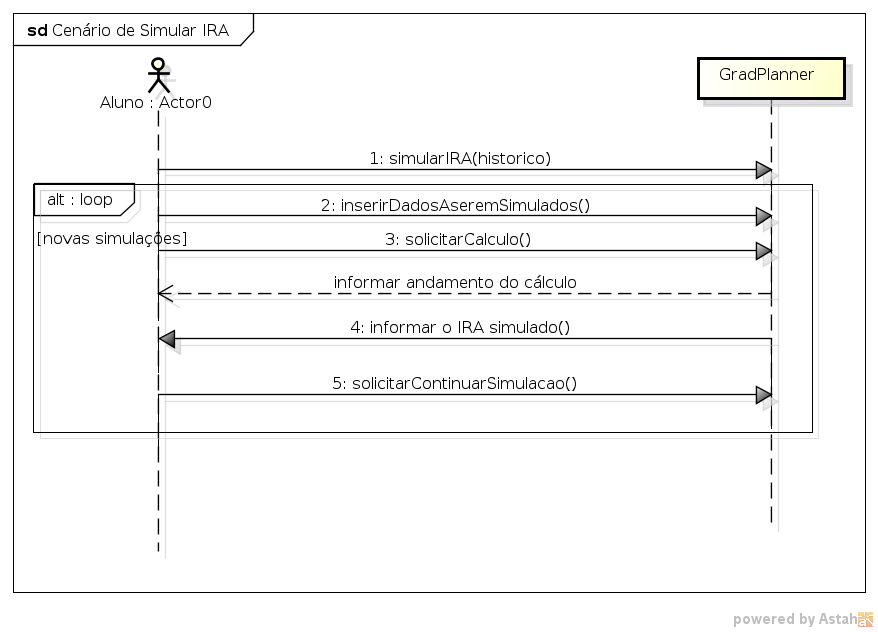 sd Cenário de Simular IRA
Aluno : Actor0
GradPlanner
1: simularIRA(historico)
alt : loop
2: inserirDadosAseremSimulados()
[novas simulações]
3: solicitarCalculo()
informar andamento do cálculo
4: informar o IRA simulado()
5: solicitarContinuarSimulacao()
powered by Astah